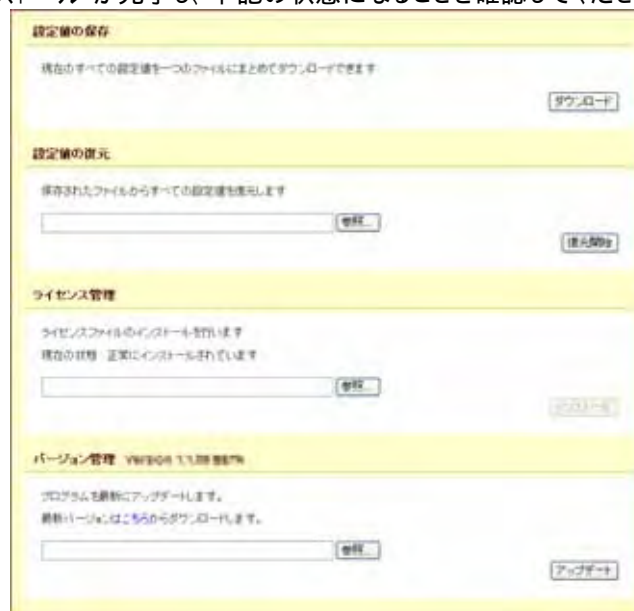 ストールが完了し、下記の状態になることを確認してください
設定値の保存
現在のすべての設定値を一つのファイルにまとめてダウンロードできます
ダウンロード
設定値の復元
保存されたファイルからすべての設定値を復元します
参照...
復元開始
ライセンス管理
ライセンスファイルのインストールを行います
現在の状態 正常にインストールされています
参照...
インストール
バージョン管理 VERSION
プログラムを最新にアップデートします。
最新バージョンはこちらからダウンロードします。
参照...
アップデート